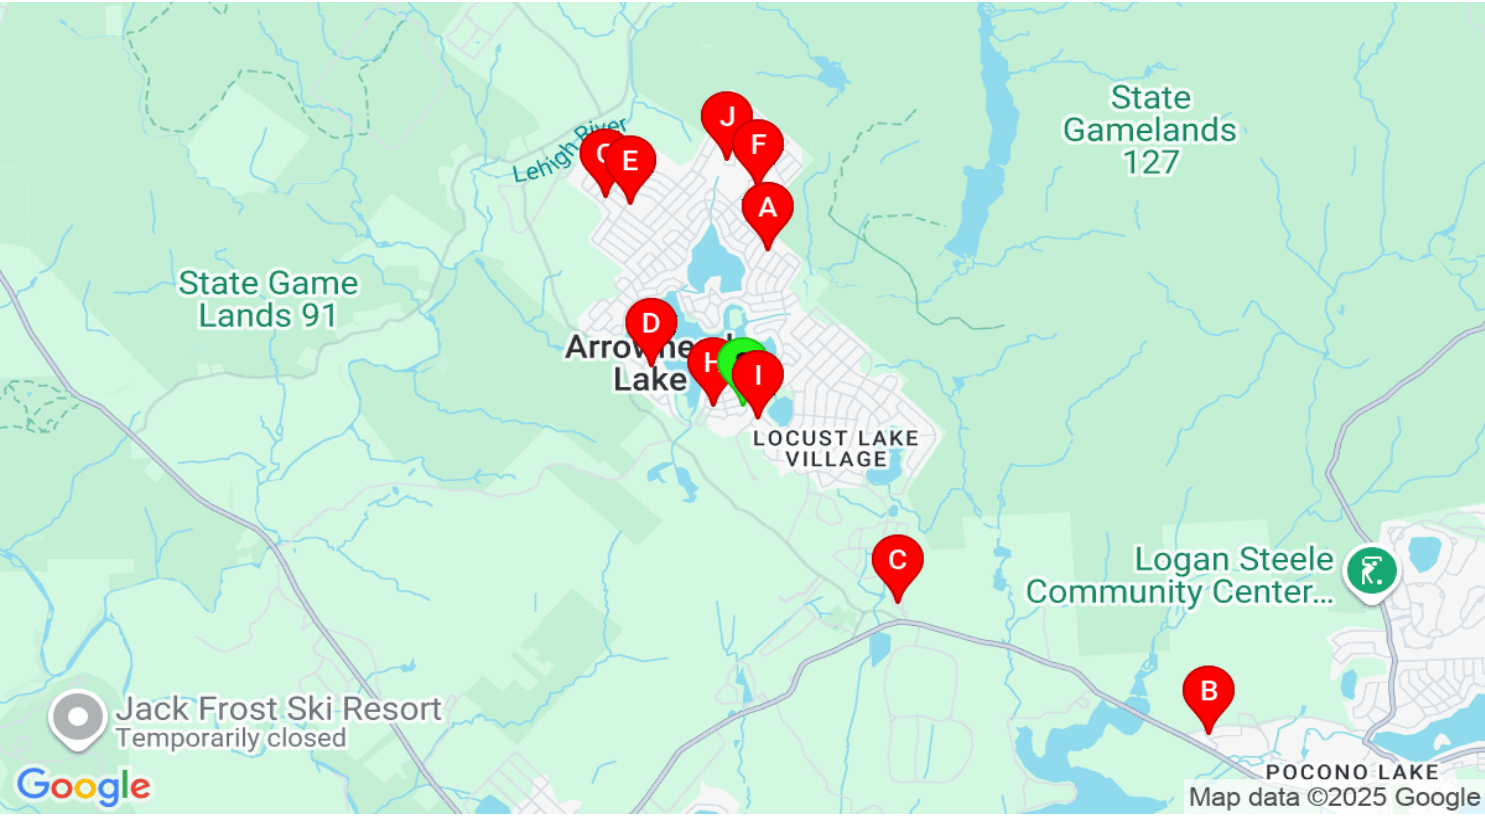 J
F
Lehigh River
E
A
State
Gamelands
127
State Game
Lands 91
D
H
I
Lake
LOCUST LAKE
VILLAGE
C
Logan Steele
Community Center...
B
Jack Frost Ski Resort
Temporarily closed
POCONO LAKE
Google
Map data ©2025 Google